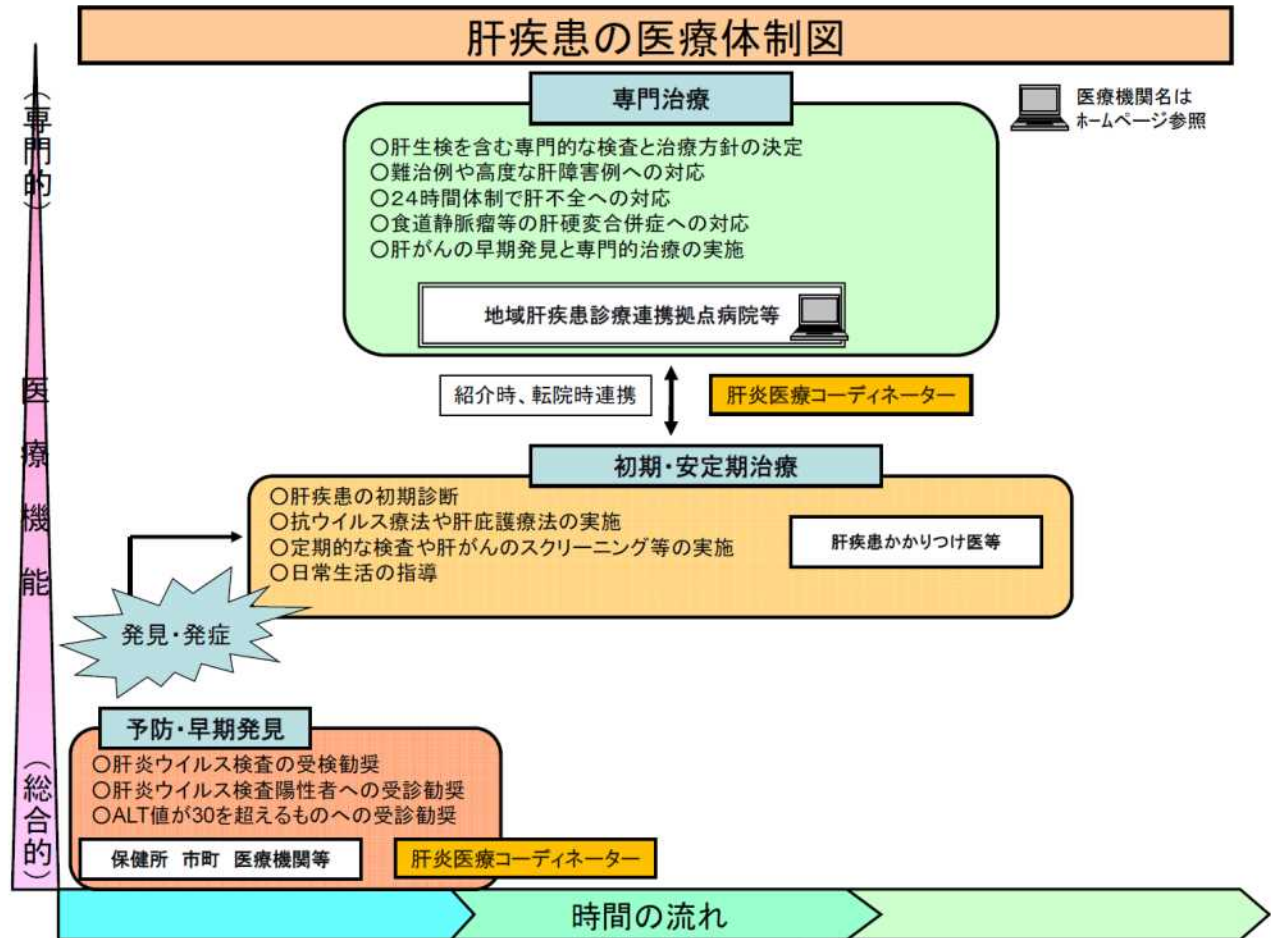 肝疾患の医療体制図
専門治療
医療機関名は
ホームページ参照
○肝生検を含む専門的な検査と治療方針の決定
○難治例や高度な肝障害例への対応
○24時間体制で肝不全への対応
○食道静脈瘤等の肝硬変合併症への対応
○肝がんの早期発見と専門的治療の実施
地域肝疾患診療連携拠点病院等
紹介時、転院時連携
肝炎医療コーディネーター
初期・安定期治療
○肝疾患の初期診断
○抗ウイルス療法や肝庇護療法の実施
○定期的な検査や肝がんのスクリーニング等の実施
○日常生活の指導
肝疾患かかりつけ医等
発見・発症
予防・早期発見
○肝炎ウイルス検査の受検勧奨
○肝炎ウイルス検査陽性者への受診勧奨
○ALT値が30を超えるものへの受診勧奨
保健所 市町 医療機関等
肝炎医療コーディネーター
（専門的）
医療機能
（総合的）
時間の流れ